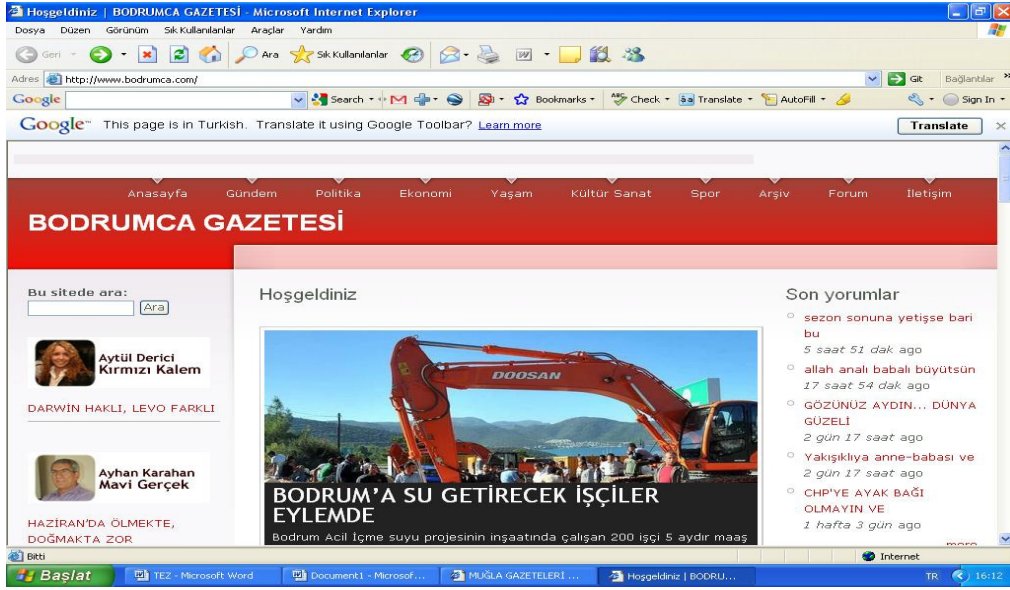 Hoşgeldiniz | BODRUMCA GAZETESİ - Microsoft Internet Explorer
Dosya Düzen Görünüm Sık Kullanılanlar Araçlar Yardım
Geri Ara Sık Kullanılanlar
Adres http://www.bodrumca.com/ Git Bağlantılar
Google Search Bookmarks Check Translate AutoFill Sign In
Google™ This page is in Turkish. Translate it using Google Toolbar? Learn more Translate
Anasayfa Gündem Politika Ekonomi Yaşam Kültür Sanat Spor Arşiv Forum İletişim
BODRUMCA GAZETESİ
Bu sitede ara:
Ara
Aytül Derici
Kırmızı Kalem
DARWİN HAKLI, LEVO FARKLI
Ayhan Karahan
Mavi Gerçek
HAZİRAN'DA ÖLMEKTE,
DOĞMAKTA ZOR
Hoşgeldiniz
DOOSAN
BODRUM'A SU GETİRECEK İŞÇİLER
EYLEMDE
Bodrum Acil İçme suyu projesinin inşaatında çalışan 200 işçi 5 aydır maaş
Son yorumlar
sezon sonuna yetişse bari
bu
5 saat 51 dak ago
allah analı babalı büyütsün
17 saat 54 dak ago
GÖZÜNÜZ AYDIN... DÜNYA
GÜZELİ
2 gün 17 saat ago
Yakışıklıya anne-babası ve
2 gün 17 saat ago
CHP'YE AYAK BAĞI
OLMAYIN VE
1 hafta 3 gün ago
more
Bitti Internet
Başlat TEZ - Microsoft Word Document1 - Microsof... MUĞLA GAZETELERİ ... Hoşgeldiniz | BODRU... TR 16:12